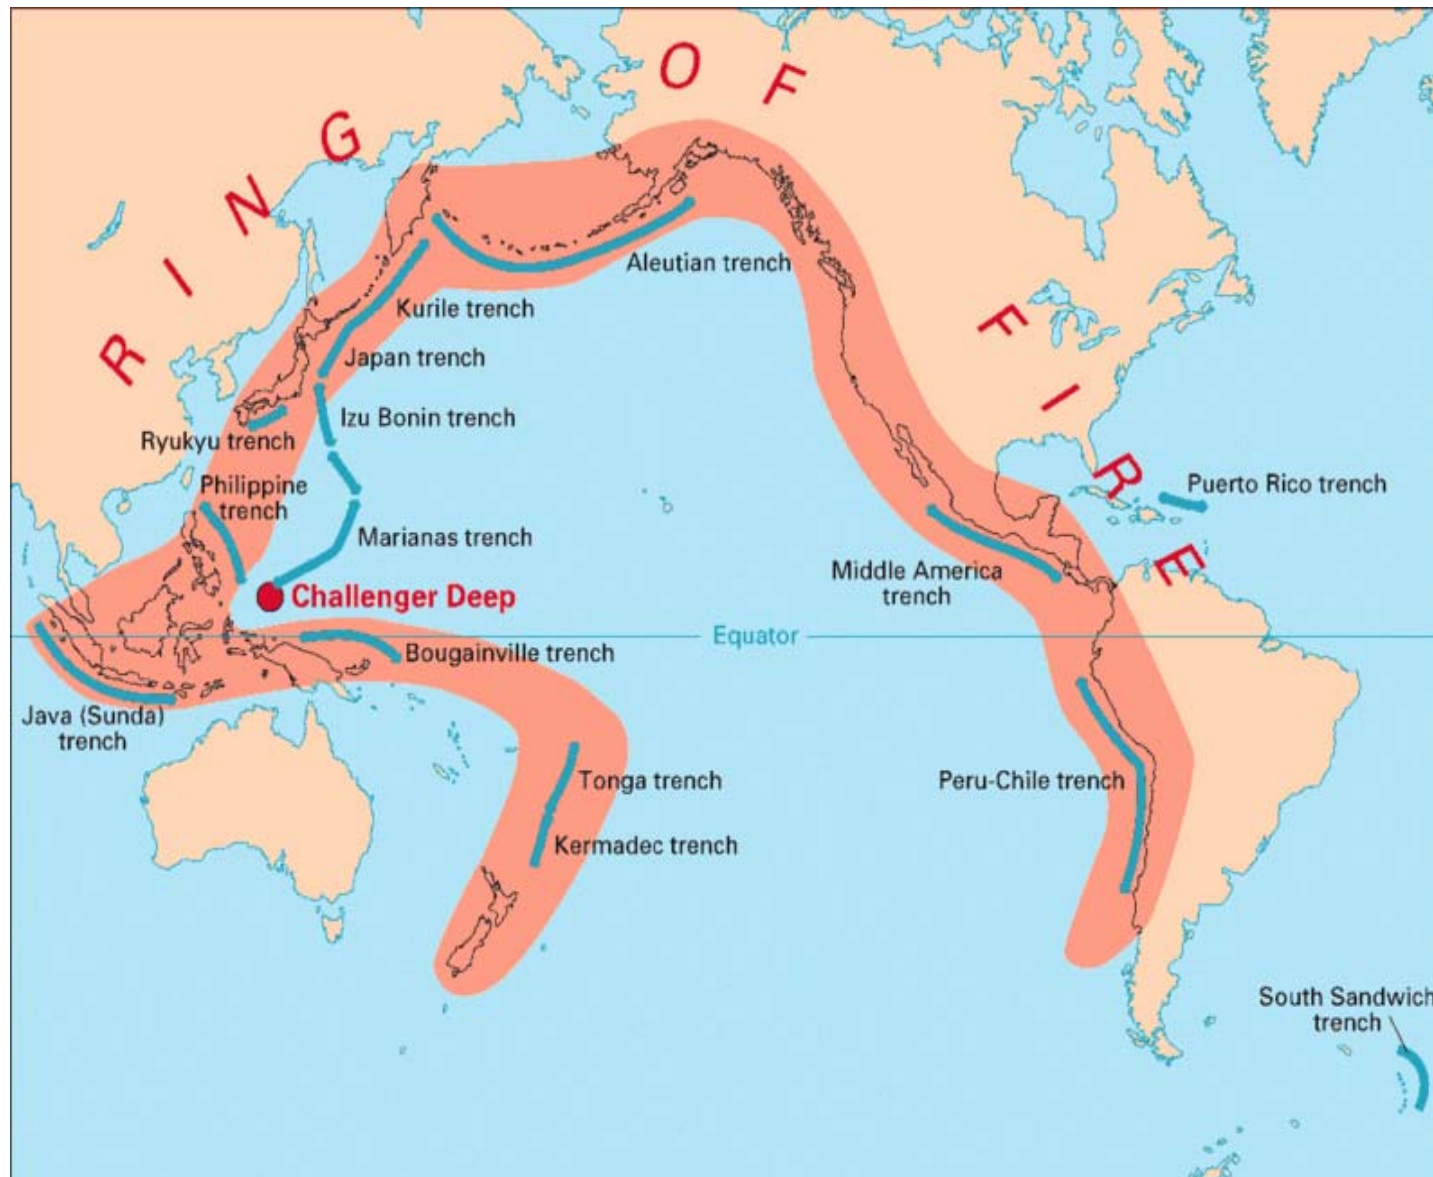 RING OF FIRE
Aleutian trench
Kurile trench
Japan trench
Izu Bonin trench
Ryukyu trench
Philippine
trench
Marianas trench
Challenger Deep
Puerto Rico trench
Middle America
trench
Equator
Bougainville trench
Java (Sunda)
trench
Tonga trench
Kermadec trench
Peru-Chile trench
South Sandwich
trench